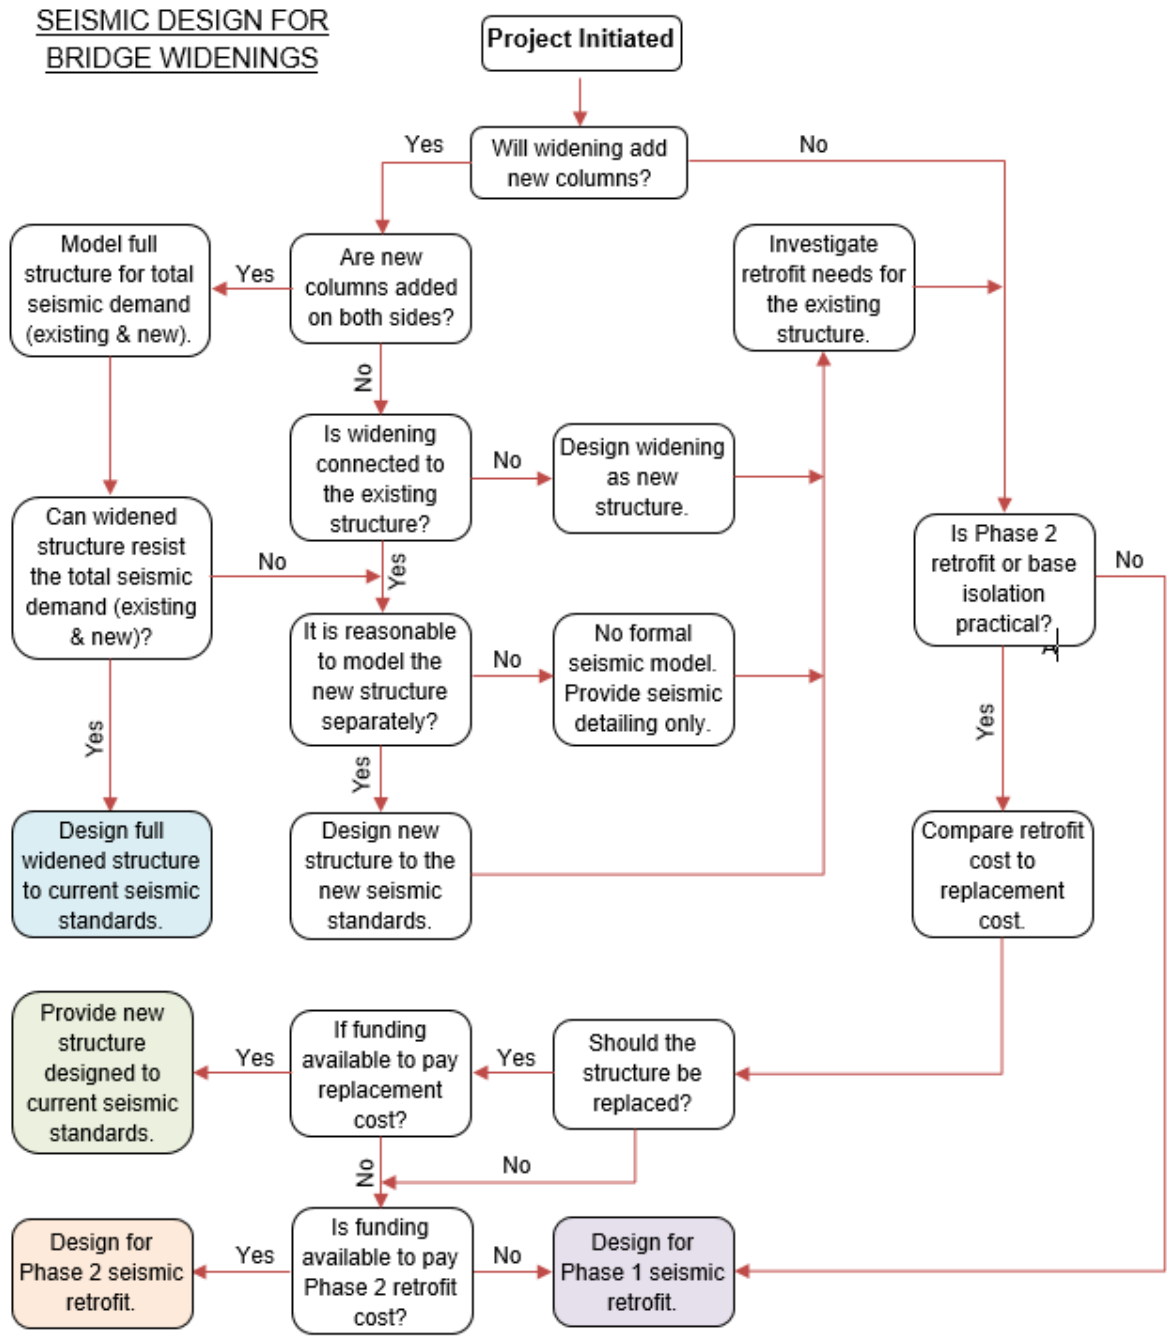 SEISMIC DESIGN FOR
BRIDGE WIDENINGS
Project Initiated
Will widening add
new columns?
Yes
No
Model full
structure for total
seismic demand
(existing & new).
Yes
Are new
columns added
on both sides?
Investigate
retrofit needs for
the existing
structure.
No
Is widening
connected to
the existing
structure?
No
Design widening
as new
structure.
Can widened
structure resist
the total seismic
demand (existing
& new)?
No
Yes
Is Phase 2
retrofit or base
isolation
practical?
No
It is reasonable
to model the
new structure
separately?
No
No formal
seismic model.
Provide seismic
detailing only.
Yes
Yes
Yes
Design full
widened structure
to current seismic
standards.
Design new
structure to the
new seismic
standards.
Compare retrofit
cost to
replacement
cost.
Provide new
structure
designed to
current seismic
standards.
Yes
If funding
available to pay
replacement
cost?
Yes
Should the
structure be
replaced?
No
No
Design for
Phase 2 seismic
retrofit.
Yes
Is funding
available to pay
Phase 2 retrofit
cost?
No
Design for
Phase 1 seismic
retrofit.